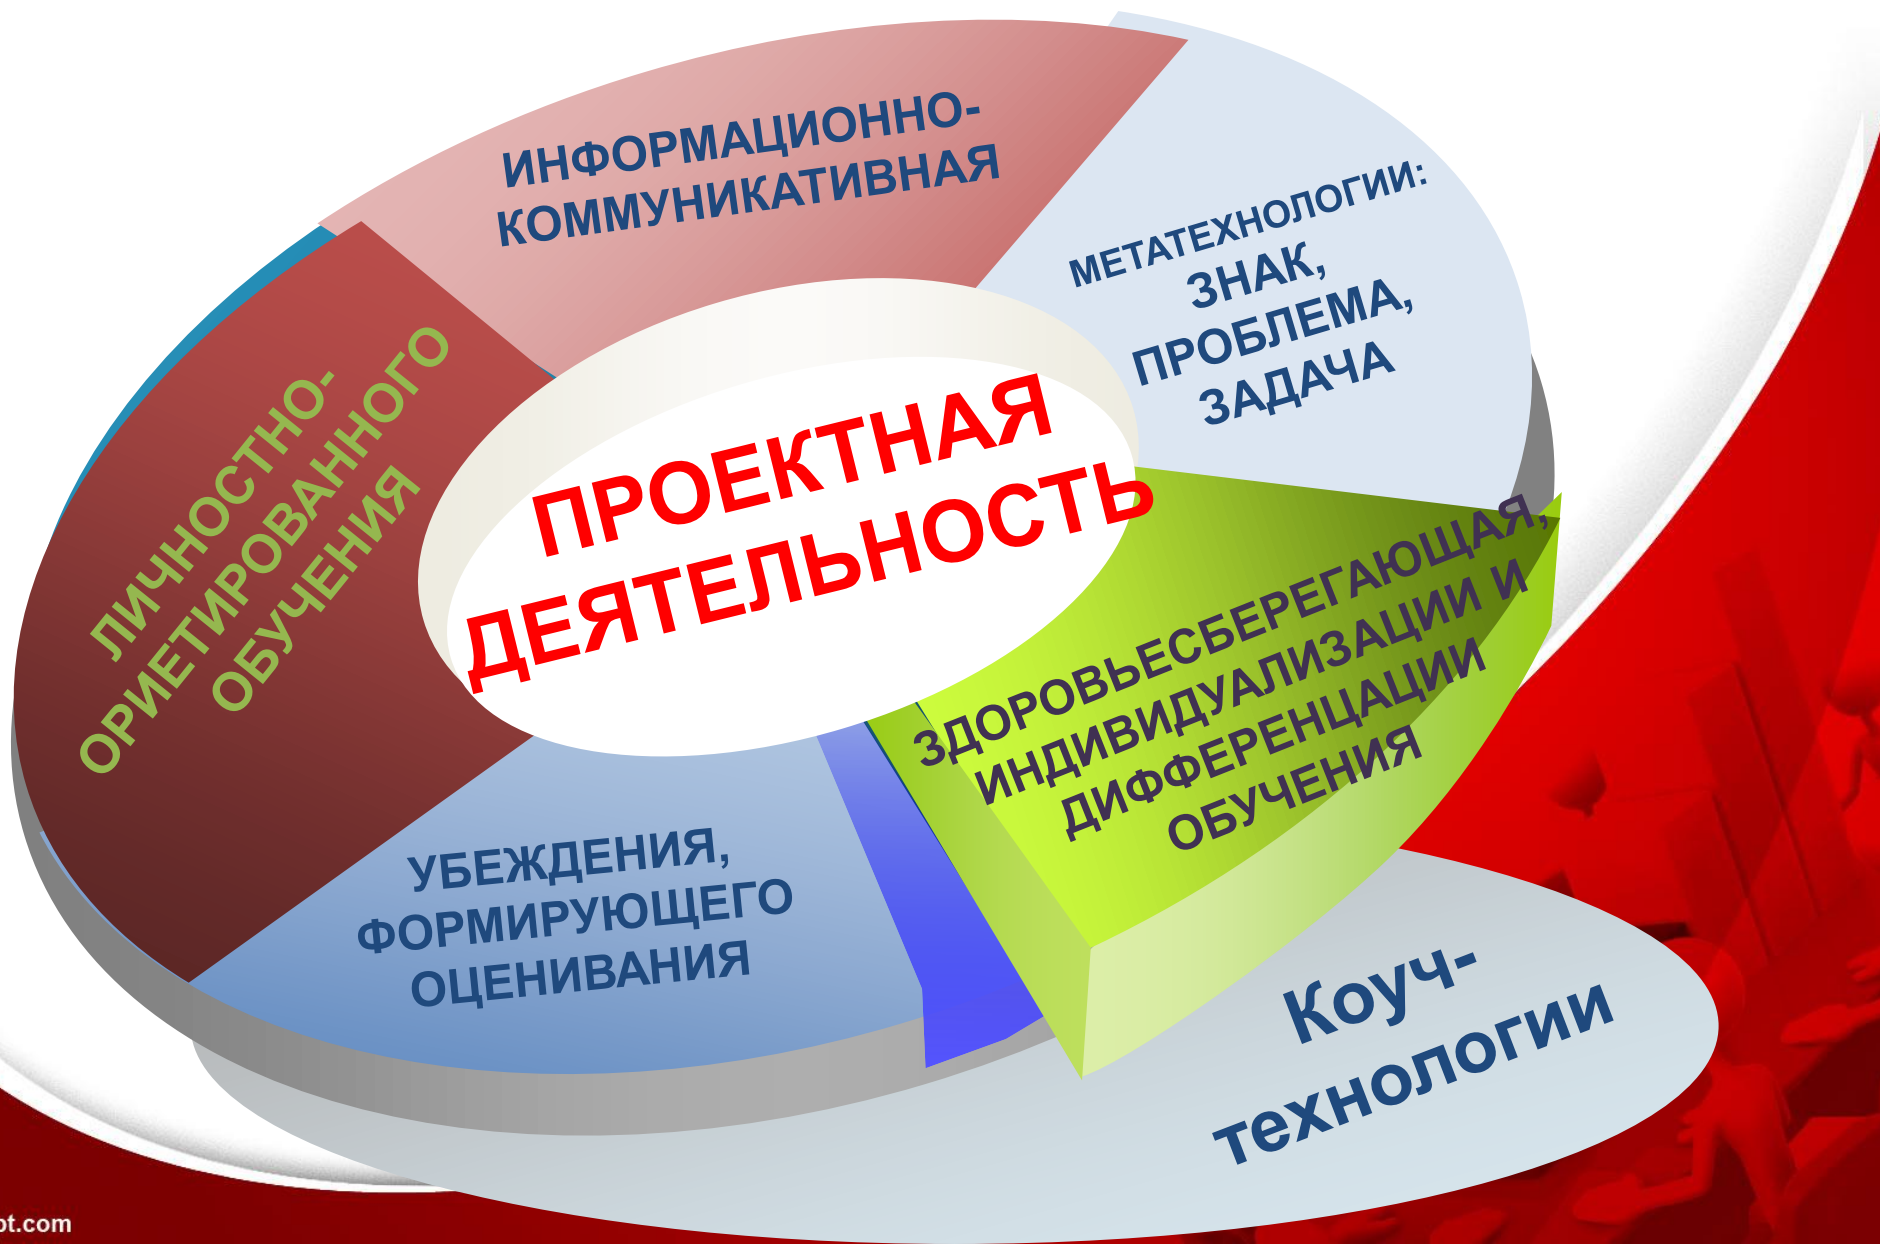 ИНФОРМАЦИОННО-
КОММУНИКАТИВНАЯ
МЕТАТЕХНОЛОГИИ:
ЗНАК,
ПРОБЛЕМА,
ЗАДАЧА
ЛИЧНОСТНО-
ОРИЕТИРОВАННОГО
ОБУЧЕНИЯ
ПРОЕКТНАЯ
ДЕЯТЕЛЬНОСТЬ
ЗДОРОВЬЕСБЕРЕГАЮЩАЯ,
ИНДИВИДУАЛИЗАЦИИ И
ДИФФЕРЕНЦАЦИИ
ОБУЧЕНИЯ
УБЕЖДЕНИЯ,
ФОРМИРУЮЩЕГО
ОЦЕНИВАНИЯ
Коуч-
технологии